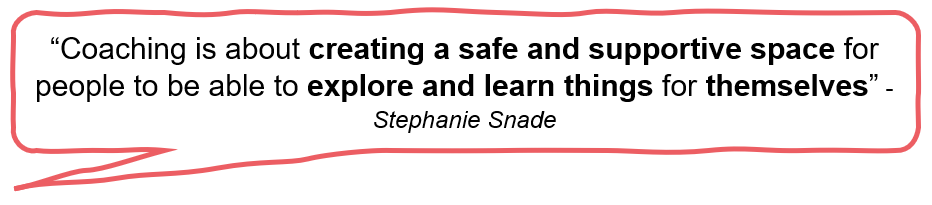 “Coaching is about creating a safe and supportive space for
people to be able to explore and learn things for themselves” -
Stephanie Snade